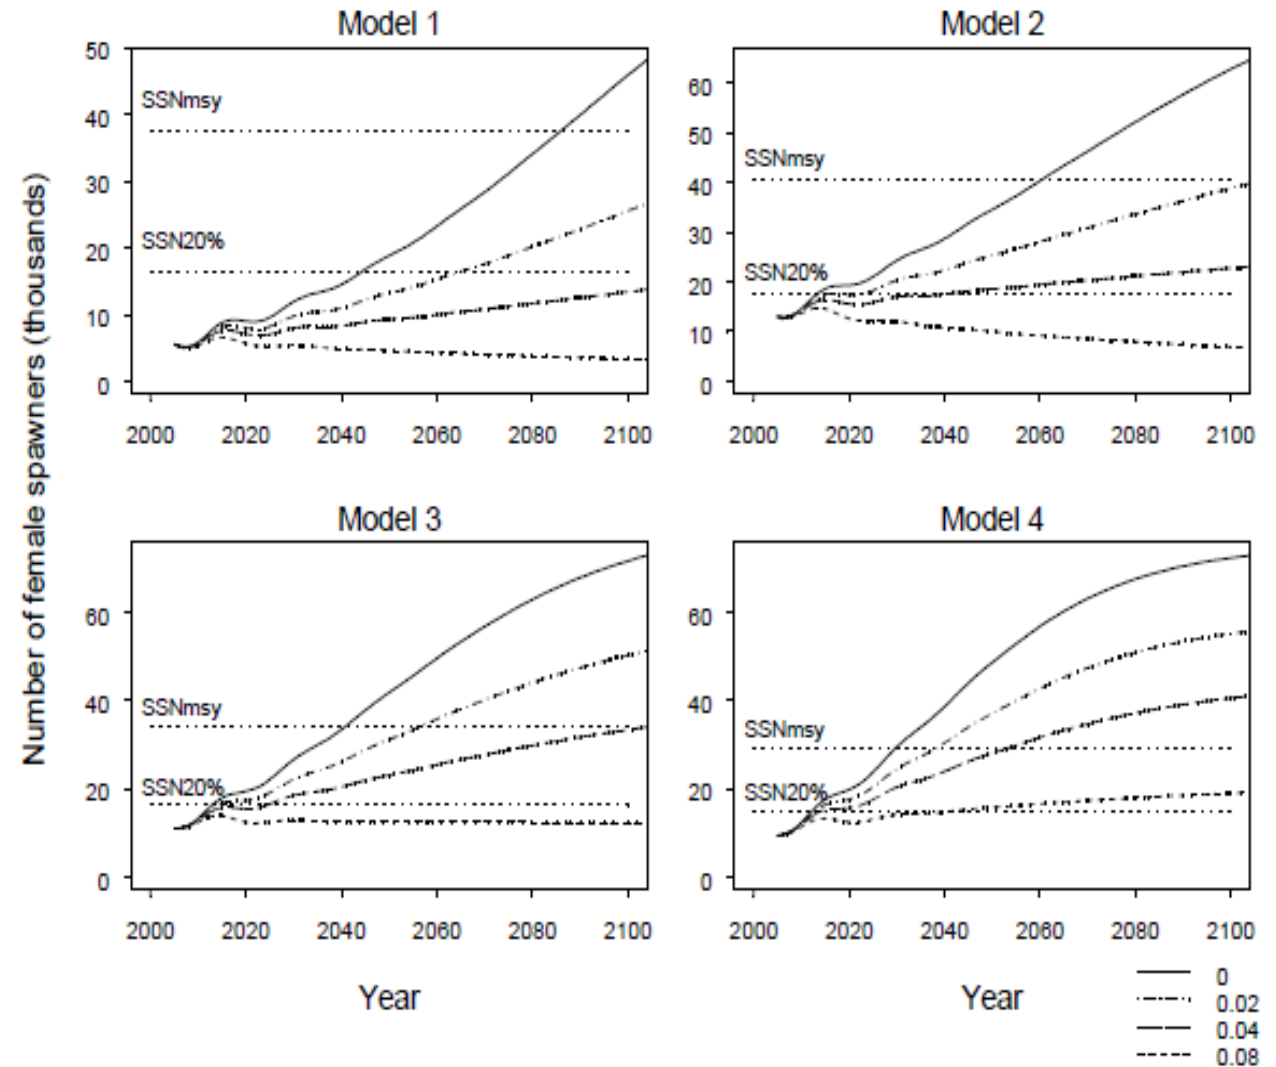 Model 1
Model 2
Number of female spawners (thousands)
50
40
30
20
10
0
SSNmsy
SSN20%
2000 2020 2040 2060 2080 2100
60
50
40
30
20
10
0
SSNmsy
SSN20%
2000 2020 2040 2060 2080 2100
Model 3
Model 4
60
40
20
0
SSNmsy
SSN20%
2000 2020 2040 2060 2080 2100
Year
60
40
20
0
SSNmsy
SSN20%
2000 2020 2040 2060 2080 2100
Year
0
0.02
0.04
0.08